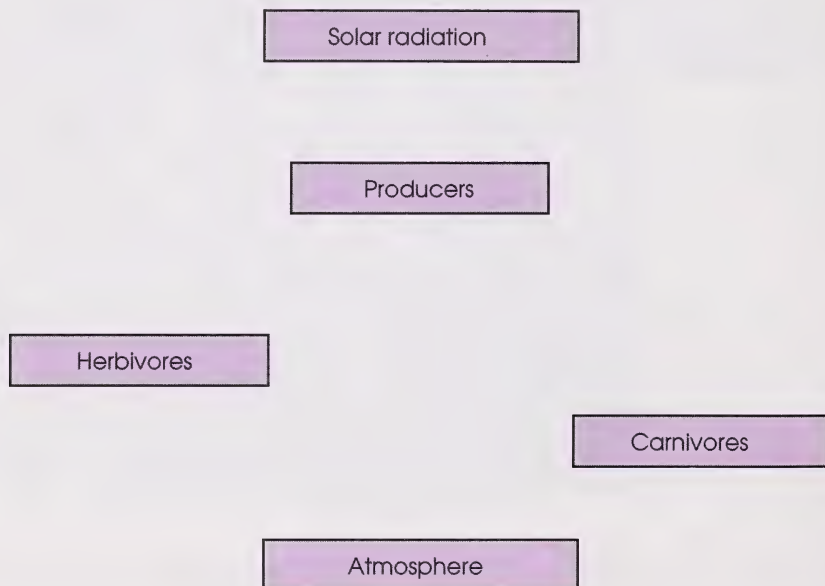 Solar radiation
Producers
Herbivores
Carnivores
Atmosphere